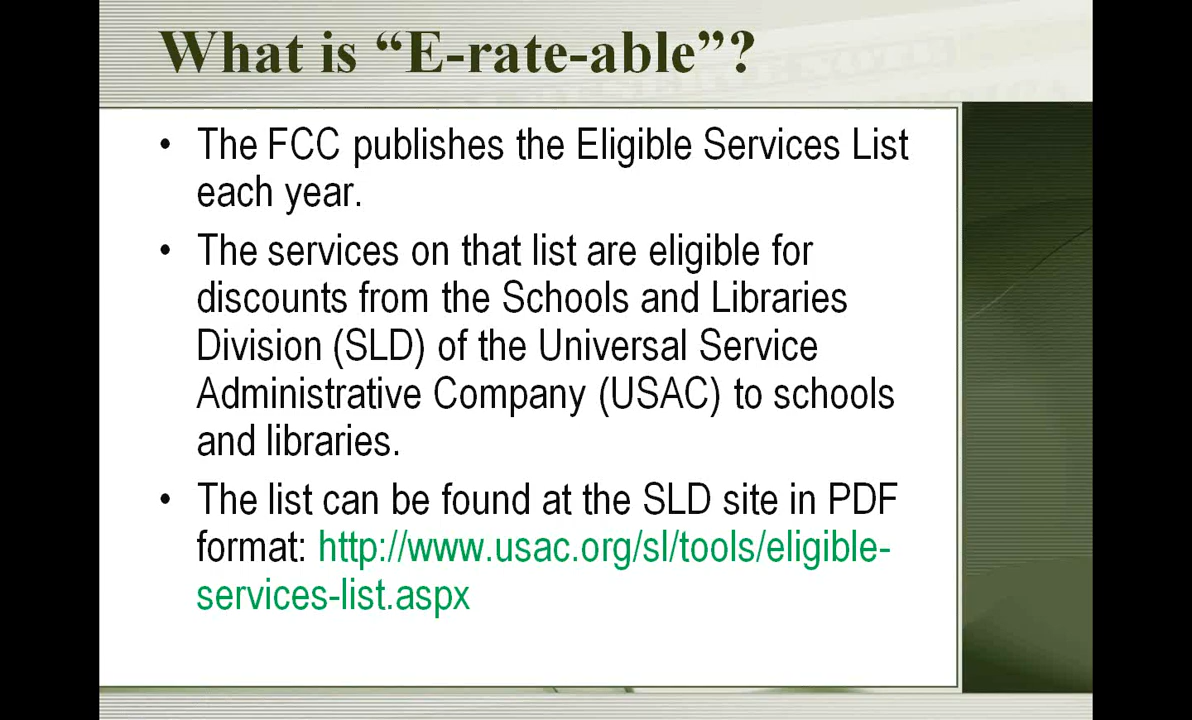 What is “E-rate-able”?
• The FCC publishes the Eligible Services List
each year.
• The services on that list are eligible for
discounts from the Schools and Libraries
Division (SLD) of the Universal Service
Administrative Company (USAC) to schools
and libraries.
• The list can be found at the SLD site in PDF
format: http://www.usac.org/sl/tools/eligible-
services-list.aspx